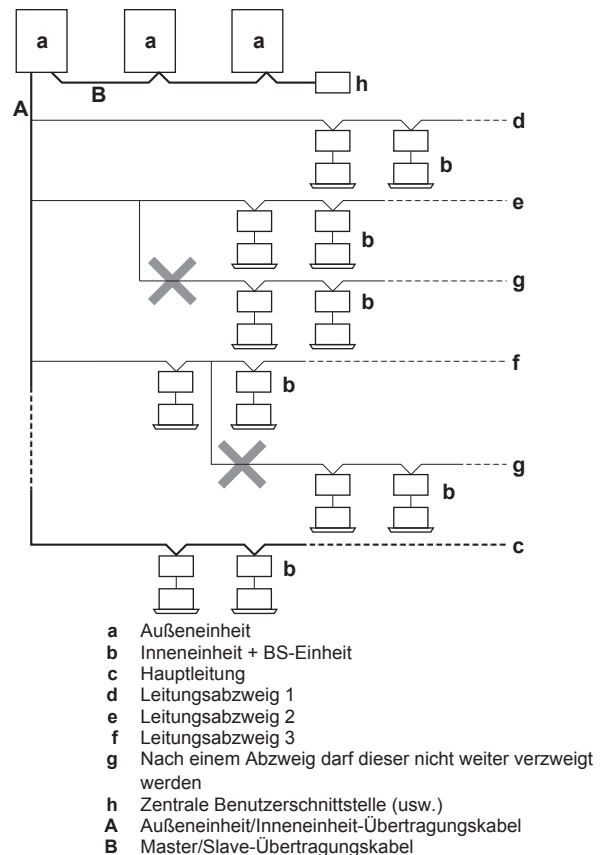 a a a
h
B
A
d
b
e
b
g
b
f
b
g
b
c
b
a Außeneinheit
b Inneneinheit + BS-Einheit
c Hauptleitung
d Leitungsabzweig 1
e Leitungsabzweig 2
f Leitungsabzweig 3
g Nach einem Abzweig darf dieser nicht weiter verzweigt
werden
h Zentrale Benutzerschnittstelle (usw.)
A Außeneinheit/Inneneinheit-Übertragungskabel
B Master/Slave-Übertragungskabel